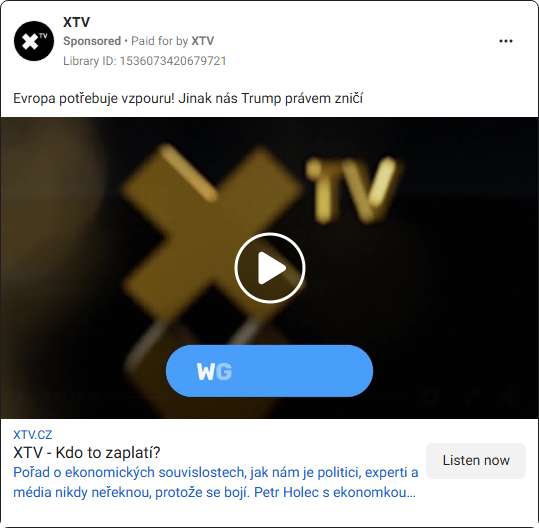 XTV
Sponsored • Paid for by XTV
Library ID: 1536073420679721
Evropa potřebuje vzpouru! Jinak nás Trump právem zničí
XTV
WG
XTV.CZ
XTV - Kdo to zaplatí?
Pořad o ekonomických souvislostech, jak nám je politici, experti a
média nikdy neřeknou, protože se bojí. Petr Holec s ekonomkou...
Listen now